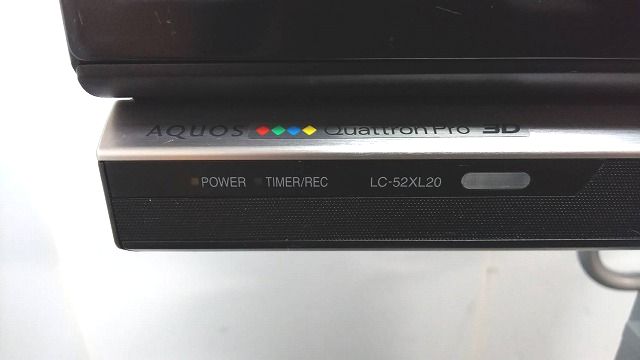 AQUOS Quattron Pro 3D
POWER TIMER/REC LC-52XL20